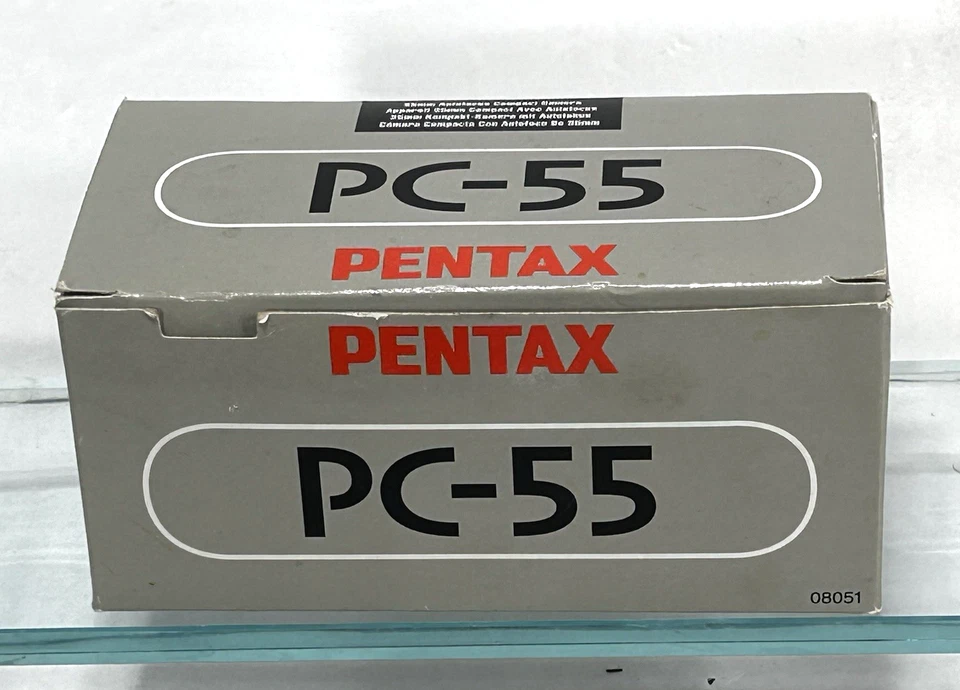 35mm Autofocus Compact Camera
Appareil 35mm Compact Avec Autofocus
35mm Kompakt-Kamera mit Autofokus
Cámara Compacta Con Autofoco De 35mm
PC-55
PENTAX
PENTAX
PC-55
08051